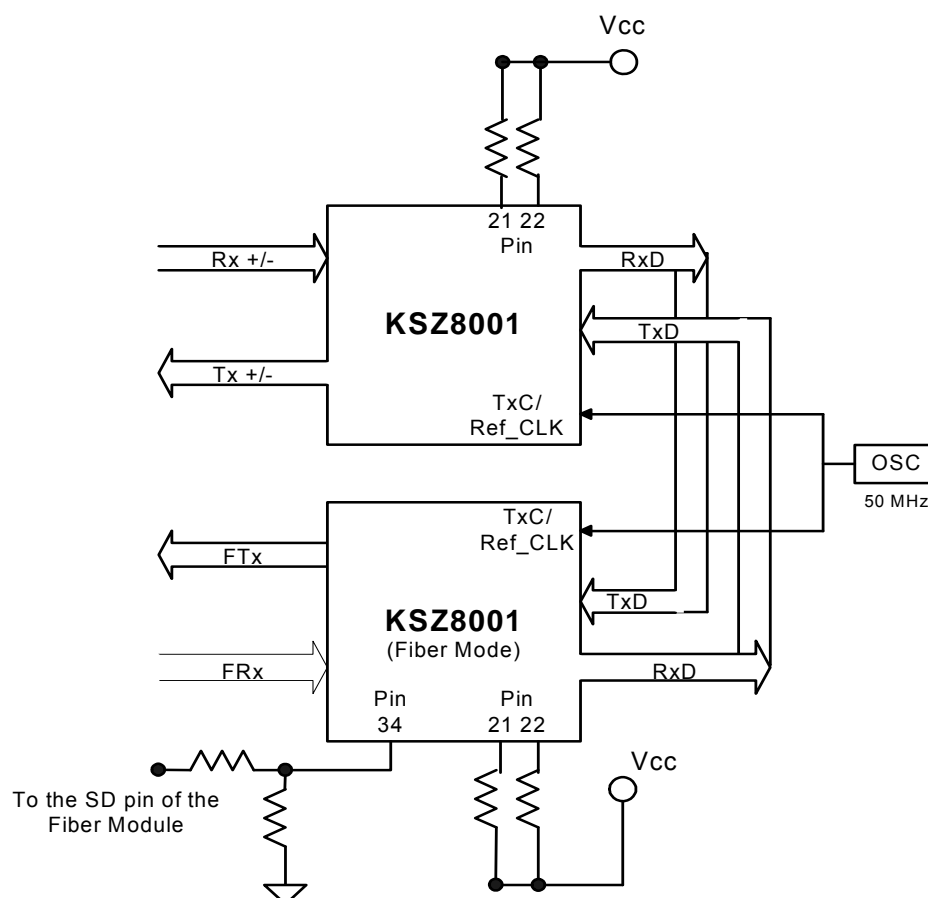 Vcc
21 22
Pin
Rx +/-
RxD
KSZ8001
TxD
Tx +/-
TxC/
Ref_CLK
OSC
50 MHz
TxC/
Ref_CLK
FTx
TxD
KSZ8001
(Fiber Mode)
FRx
RxD
Pin
34
Pin
21 22
Vcc
To the SD pin of the
Fiber Module